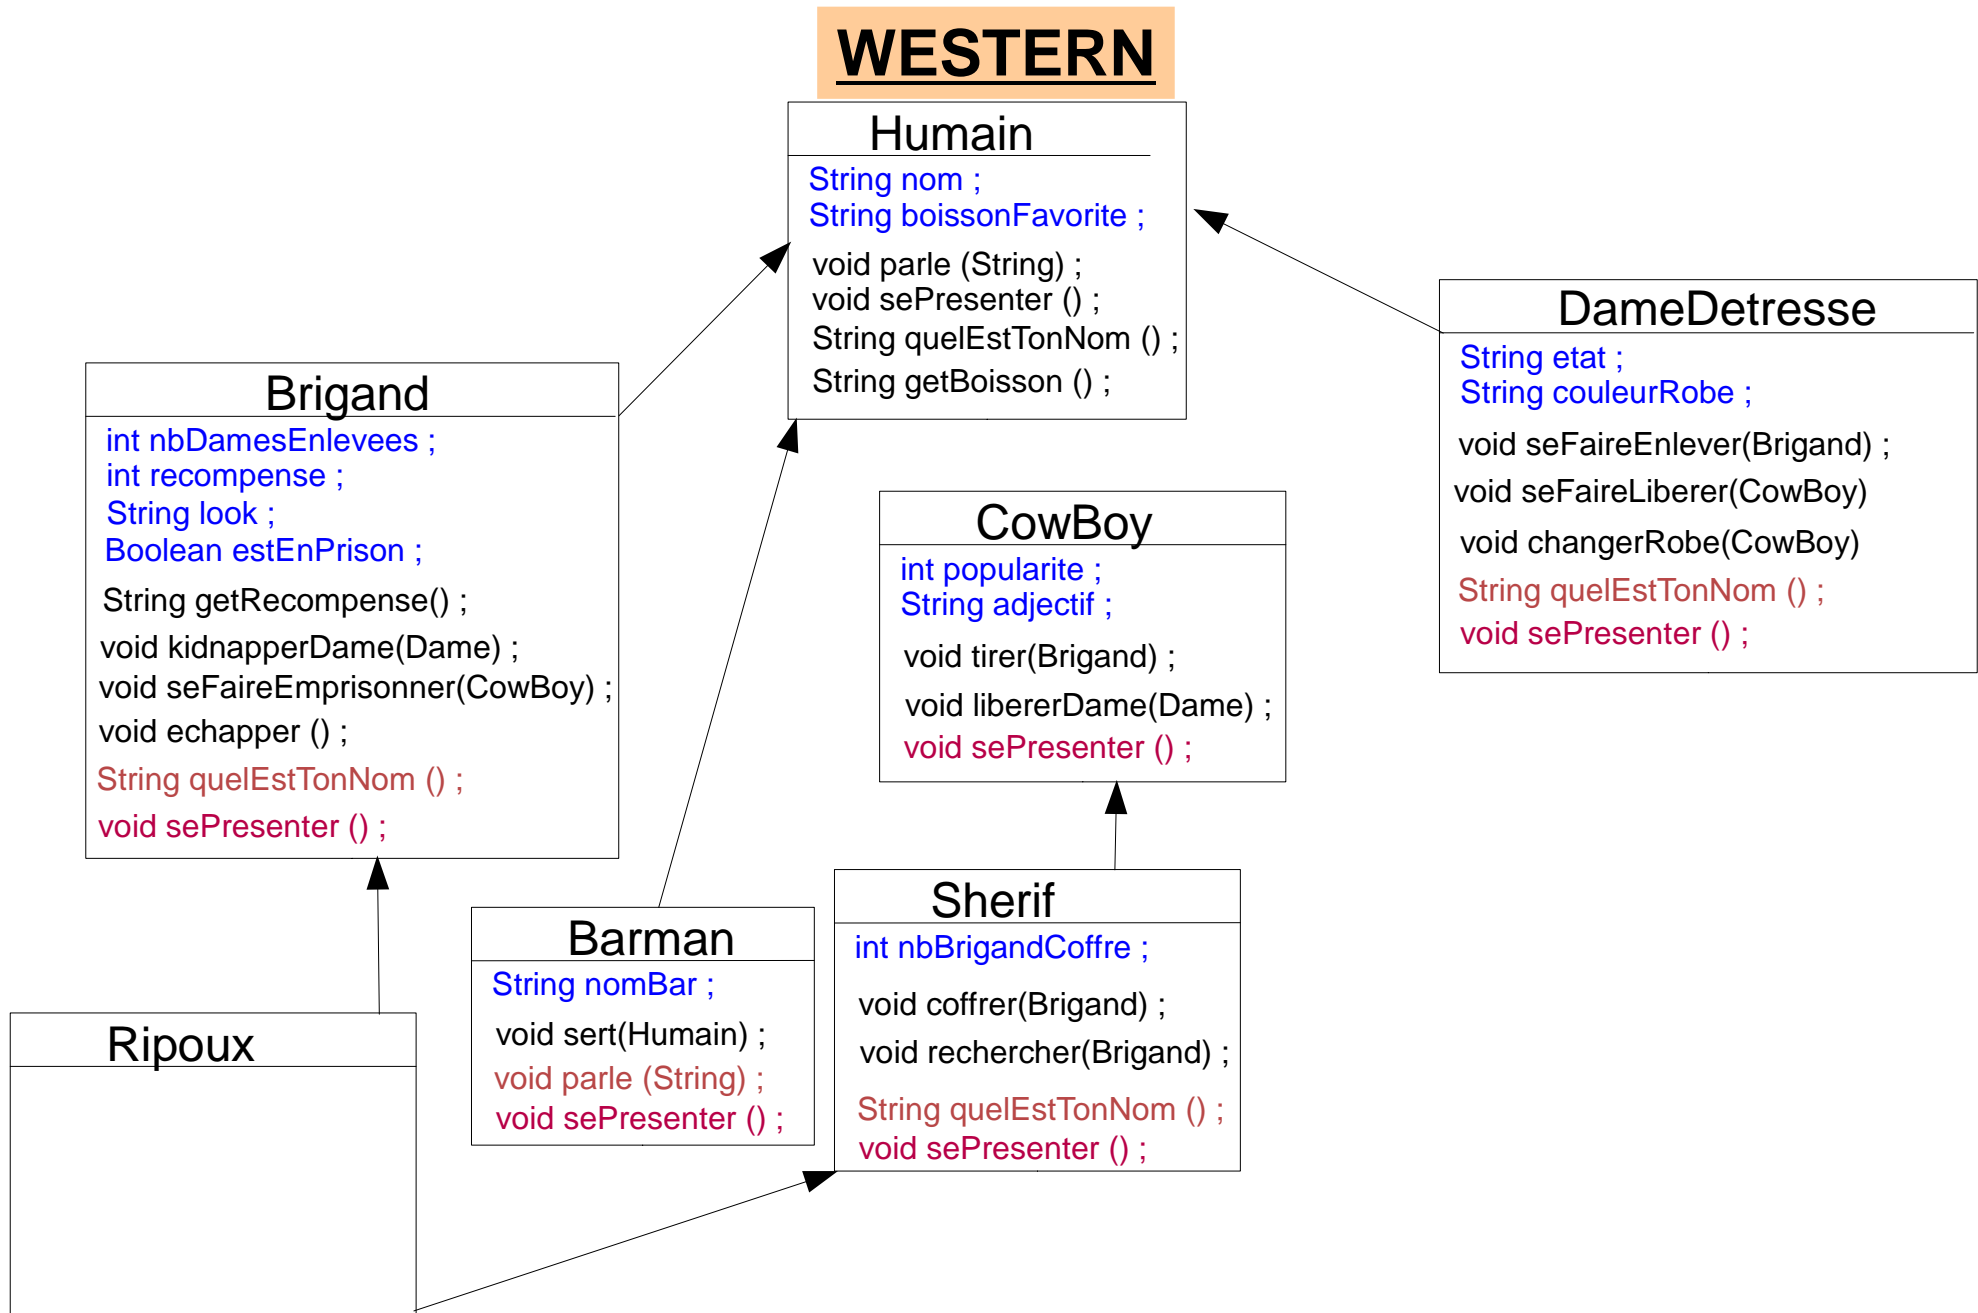 WESTERN
Humain
String nom ;
String boissonFavorite ;
void parle (String) ;
void sePresenter () ;
String quelEstTonNom () ;
String getBoisson () ;
DameDetresse
String etat ;
String couleurRobe ;
void seFaireEnlever(Brigand) ;
void seFaireLiberer(CowBoy)
void changerRobe(CowBoy)
String quelEstTonNom () ;
void sePresenter () ;
Brigand
int nbDamesEnlevees ;
int recompense ;
String look ;
Boolean estEnPrison ;
String getRecompense() ;
void kidnapperDame(Dame) ;
void seFaireEmprisonner(CowBoy) ;
void echapper () ;
String quelEstTonNom () ;
void sePresenter () ;
CowBoy
int popularite ;
String adjectif ;
void tirer(Brigand) ;
void libererDame(Dame) ;
void sePresenter () ;
Sherif
int nbBrigandCoffre ;
void coffrer(Brigand) ;
void rechercher(Brigand) ;
String quelEstTonNom () ;
void sePresenter () ;
Barman
String nomBar ;
void sert(Humain) ;
void parle (String) ;
void sePresenter () ;
Ripoux